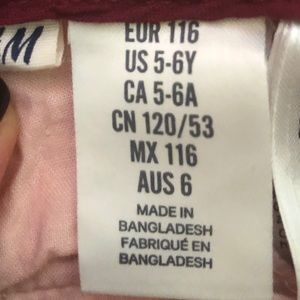 M
EUR 116
US 5-6Y
CA 5-6A
CN 120/53
MX 116
AUS 6
MADE IN
BANGLADESH
FABRIQUÉ EN
BANGLADESH